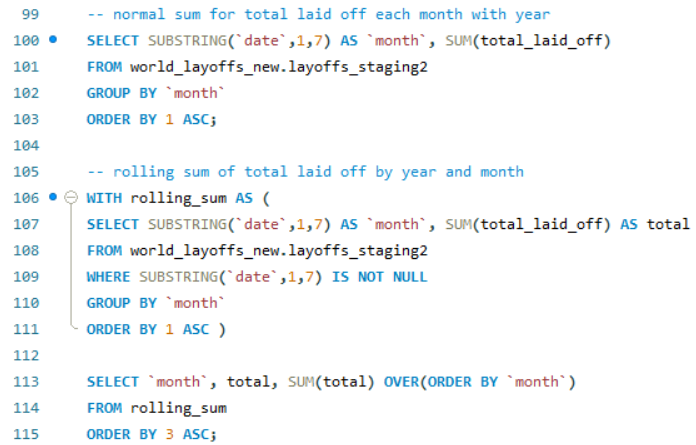 99 -- normal sum for total laid off each month with year
100 SELECT SUBSTRING(`date`,1,7) AS `month`, SUM(total_laid_off)
101 FROM world_layoffs_new.layoffs_staging2
102 GROUP BY `month`
103 ORDER BY 1 ASC;
104
105 -- rolling sum of total laid off by year and month
106 WITH rolling_sum AS (
107 SELECT SUBSTRING(`date`,1,7) AS `month`, SUM(total_laid_off) AS total
108 FROM world_layoffs_new.layoffs_staging2
109 WHERE SUBSTRING(`date`,1,7) IS NOT NULL
110 GROUP BY `month`
111 ORDER BY 1 ASC )
112
113 SELECT `month`, total, SUM(total) OVER(ORDER BY `month`)
114 FROM rolling_sum
115 ORDER BY 3 ASC;